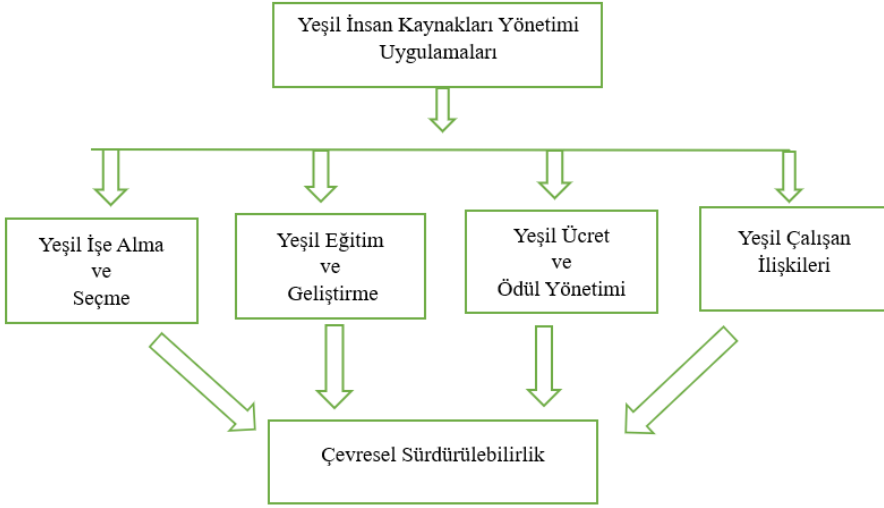 Yeşil İnsan Kaynakları Yönetimi
Uygulamaları
Yeşil İşe Alma
ve
Seçme
Yeşil Eğitim
ve
Geliştirme
Yeşil Ücret
ve
Ödül Yönetimi
Yeşil Çalışan
İlişkileri
Çevresel Sürdürülebilirlik